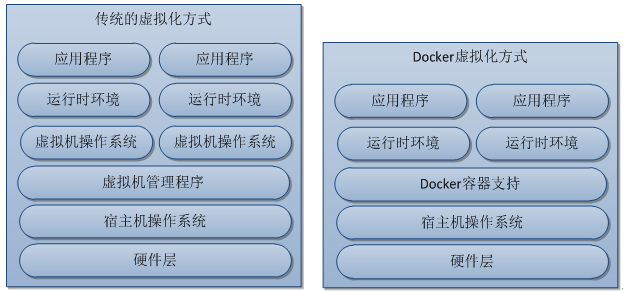 传统的虚拟化方式
应用程序 应用程序
运行时环境 运行时环境
虚拟机操作系统 虚拟机操作系统
虚拟机管理程序
宿主机操作系统
硬件层
Docker虚拟化方式
应用程序 应用程序
运行时环境 运行时环境
Docker容器支持
宿主机操作系统
硬件层